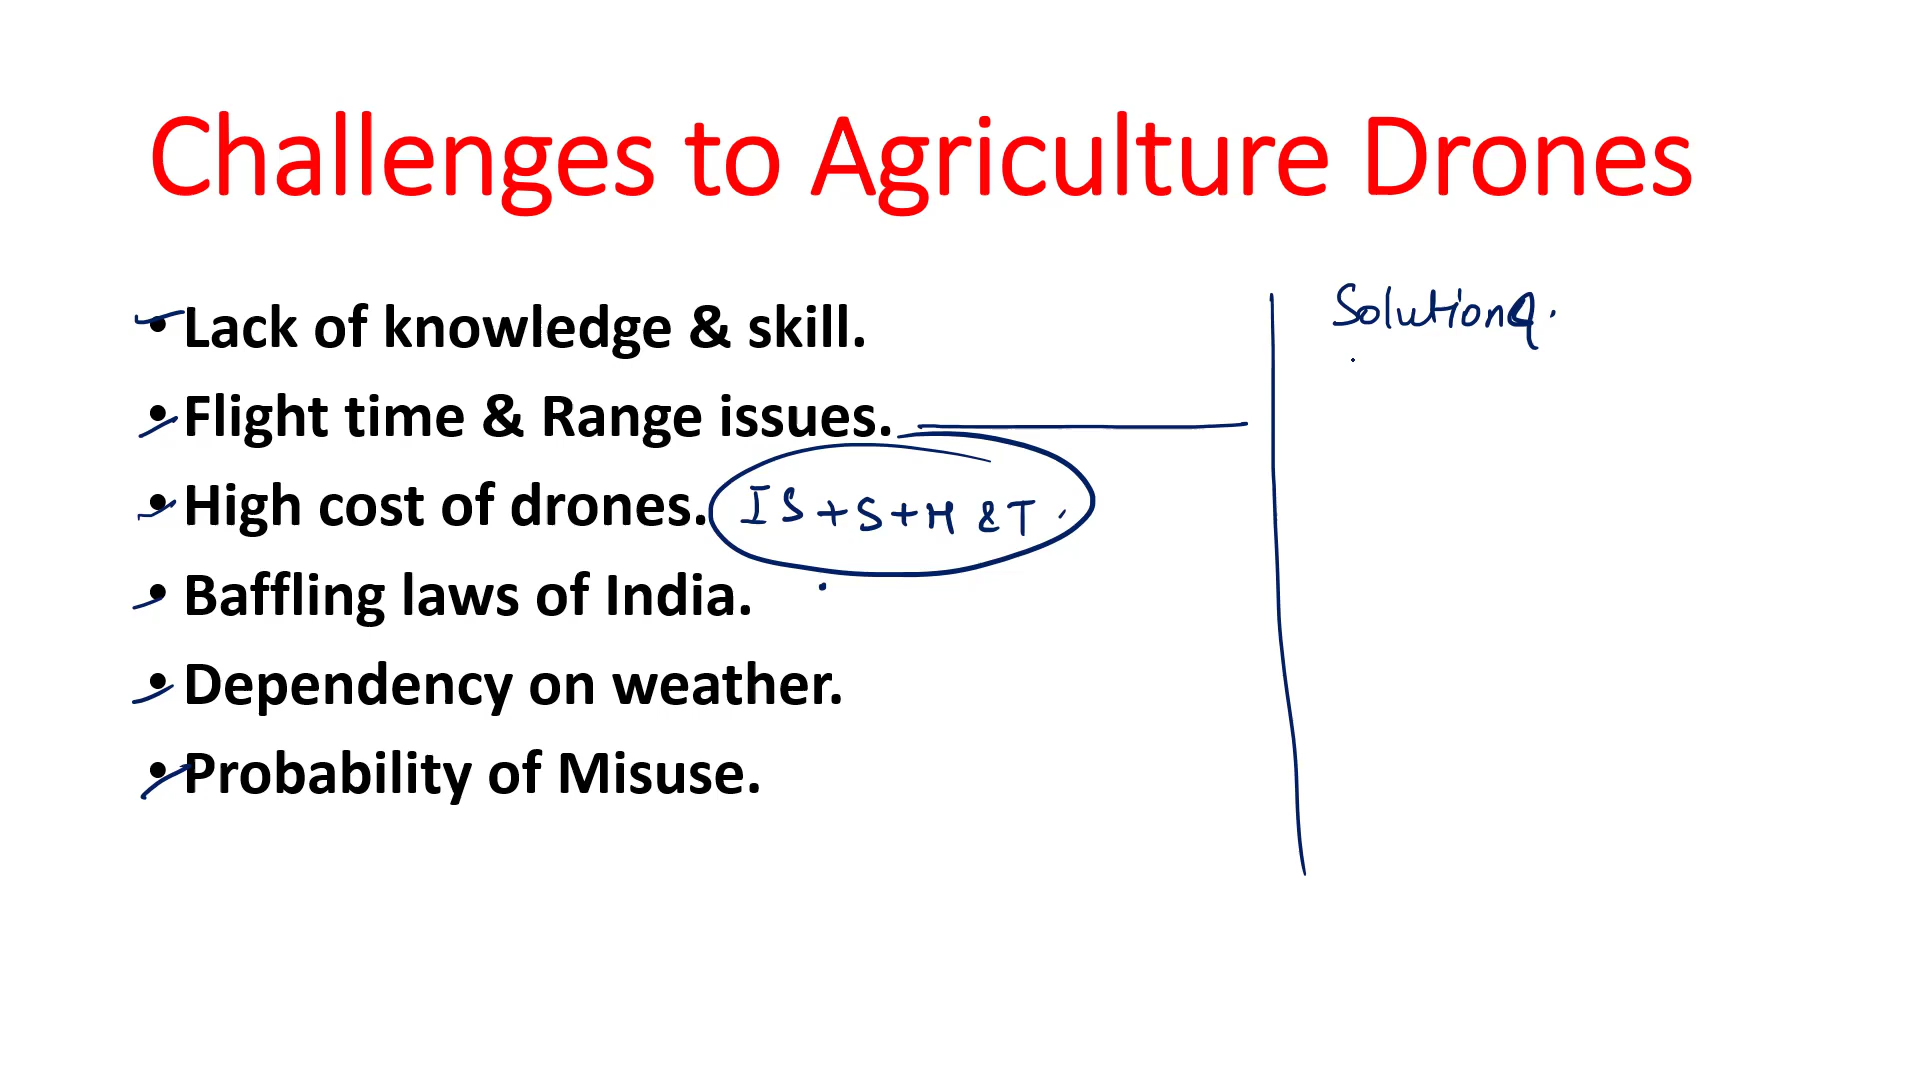 Challenges to Agriculture Drones
• Lack of knowledge & skill.
Solutions.
• Flight time & Range issues.
• High cost of drones. IS + S + H & T.
• Baffling laws of India.
• Dependency on weather.
• Probability of Misuse.